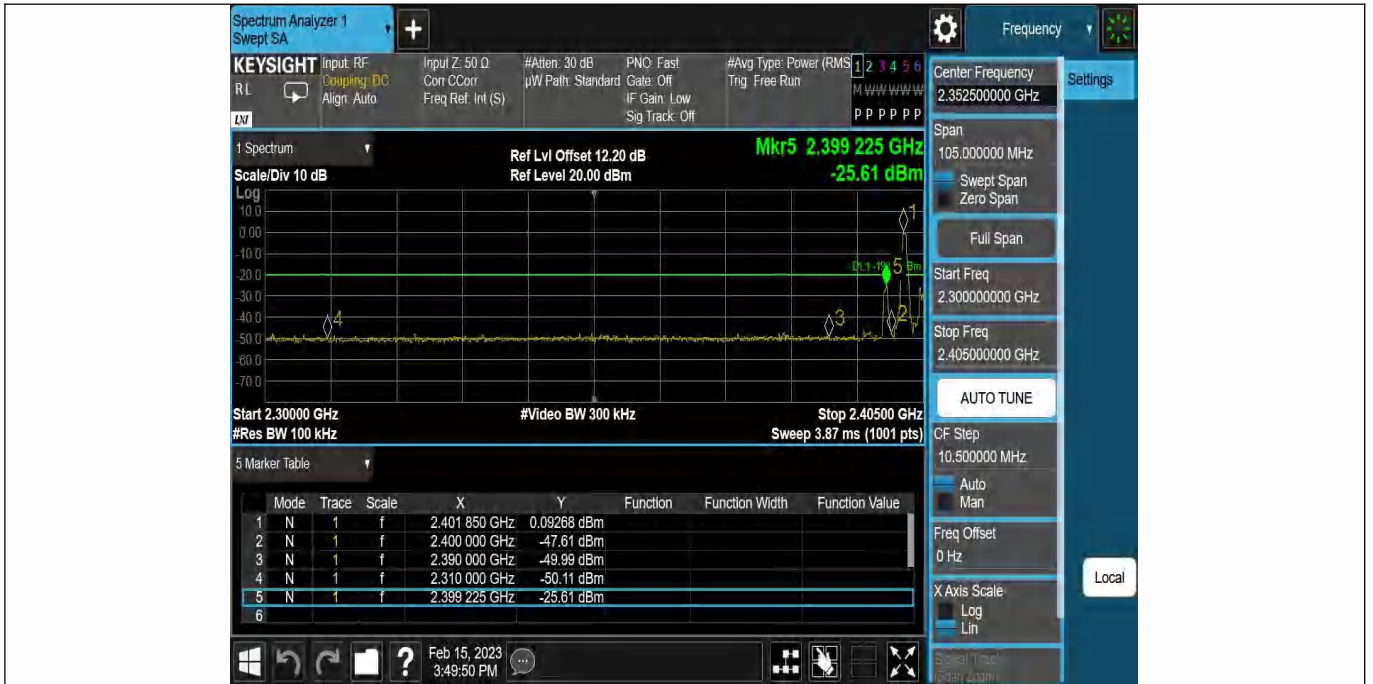 Spectrum Analyzer 1
Swept SA
+
Frequency
KEYSIGHT
RL
LXI
Input: RF
Coupling: DC
Align: Auto
Input Z: 50 Ω
Corr CCorr
Freq Ref: Int (S)
#Atten: 30 dB
µW Path: Standard
PNO: Fast
Gate: Off
IF Gain: Low
Sig Track: Off
#Avg Type: Power (RMS
Trig: Free Run
1 2 3 4 5 6
M W W W W W
P P P P P P
1 Spectrum
Scale/Div 10 dB
Ref Lvl Offset 12.20 dB
Ref Level 20.00 dBm
Mkr5 2.399 225 GHz
-25.61 dBm
Log
10.0
0.00
-10.0
-20.0
-30.0
-40.0
-50.0
-60.0
-70.0
1
5
4
3
2
Start 2.30000 GHz
#Video BW 300 kHz
Stop 2.40500 GHz
#Res BW 100 kHz
Sweep 3.87 ms (1001 pts)
5 Marker Table
Mode Trace Scale X Y Function Function Width Function Value
1 N 1 f 2.401 850 GHz 0.09268 dBm
2 N 1 f 2.400 000 GHz -47.61 dBm
3 N 1 f 2.390 000 GHz -49.99 dBm
4 N 1 f 2.310 000 GHz -50.11 dBm
5 N 1 f 2.399 225 GHz -25.61 dBm
6
?
Feb 15, 2023
3:49:50 PM
Center Frequency
2.352500000 GHz
Settings
Span
105.000000 MHz
Swept Span
Zero Span
Full Span
Start Freq
2.300000000 GHz
Stop Freq
2.405000000 GHz
AUTO TUNE
CF Step
10.500000 MHz
Auto
Man
Freq Offset
0 Hz
X Axis Scale
Log
Lin
Local
Signal Track
(Span Zoom)